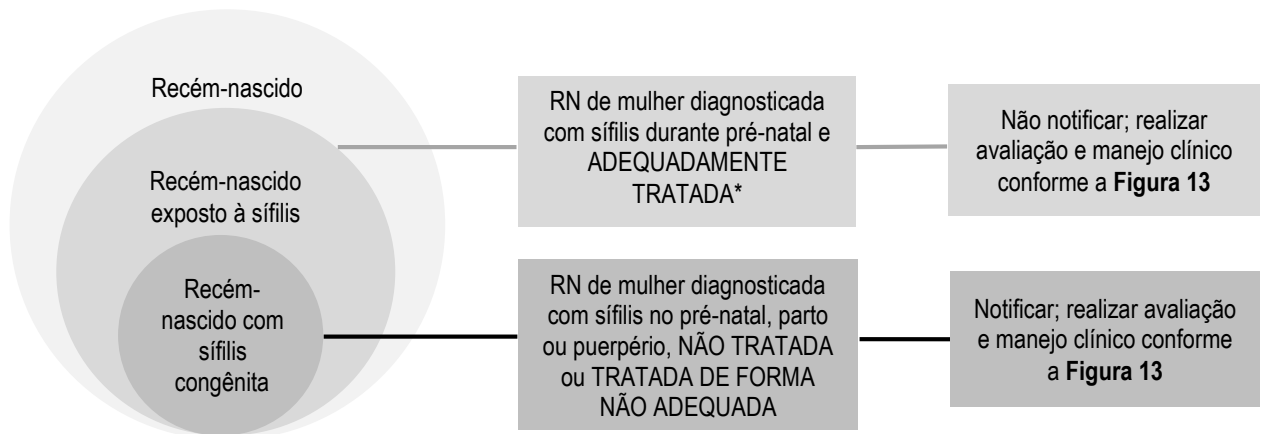 Recém-nascido
Recém-nascido
exposto à sífilis
Recém-
nascido com
sífilis
congênita
RN de mulher diagnosticada
com sífilis durante pré-natal e
ADEQUADAMENTE
TRATADA*
Não notificar; realizar
avaliação e manejo clínico
conforme a Figura 13
RN de mulher diagnosticada
com sífilis no pré-natal, parto
ou puerpério, NÃO TRATADA
ou TRATADA DE FORMA
NÃO ADEQUADA
Notificar; realizar avaliação
e manejo clínico conforme
a Figura 13